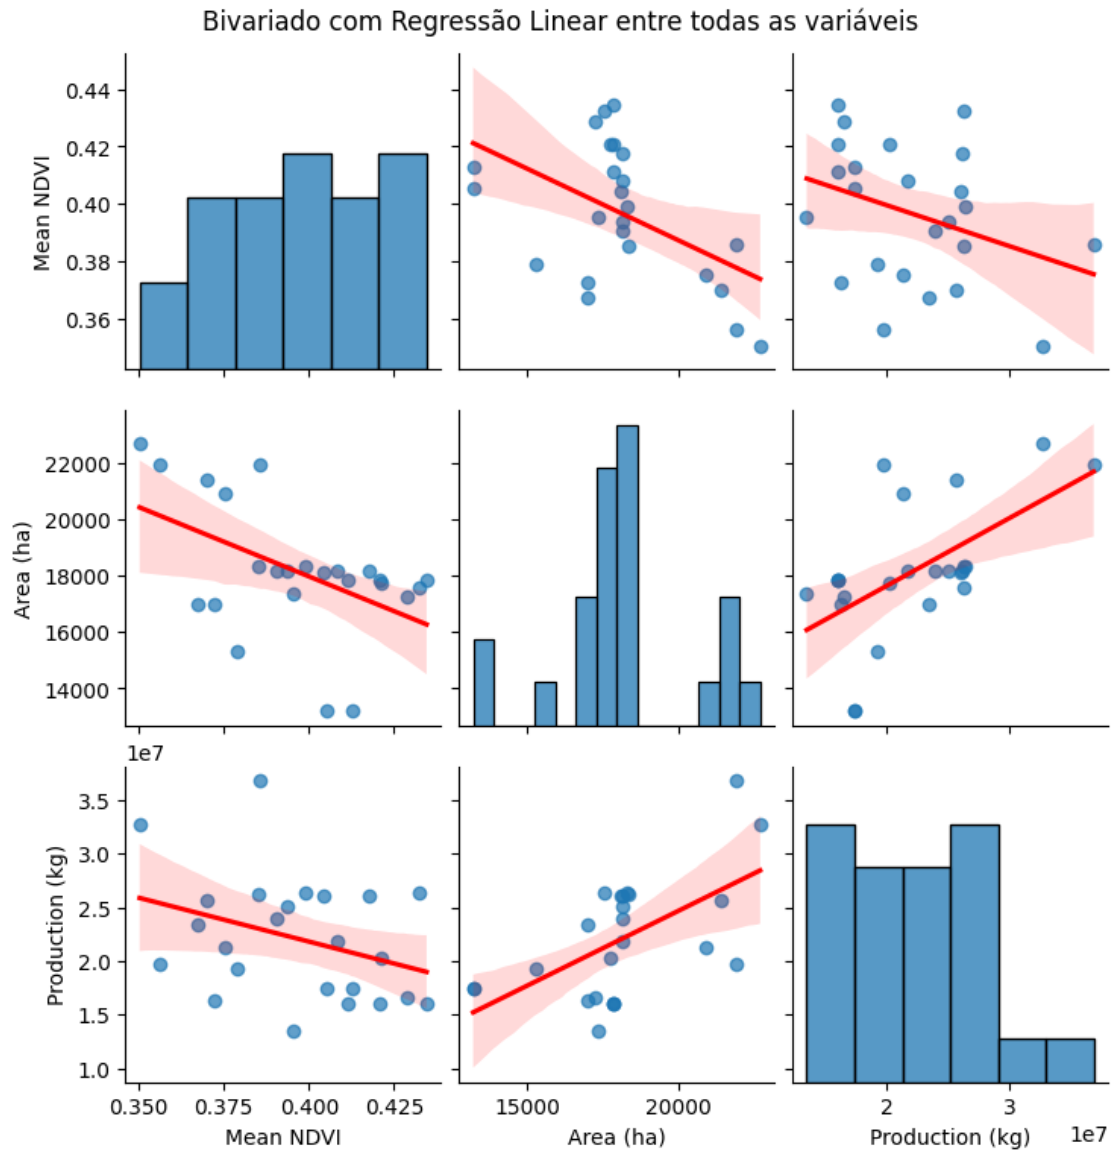 Bivariado com Regressão Linear entre todas as variáveis
Mean NDVI
0.44
0.42
0.40
0.38
0.36
Area (ha)
22000
20000
18000
16000
14000
1e7
Production (kg)
3.5
3.0
2.5
2.0
1.5
1.0
0.350 0.375 0.400 0.425
Mean NDVI
15000 20000
Area (ha)
2 3
1e7
Production (kg)